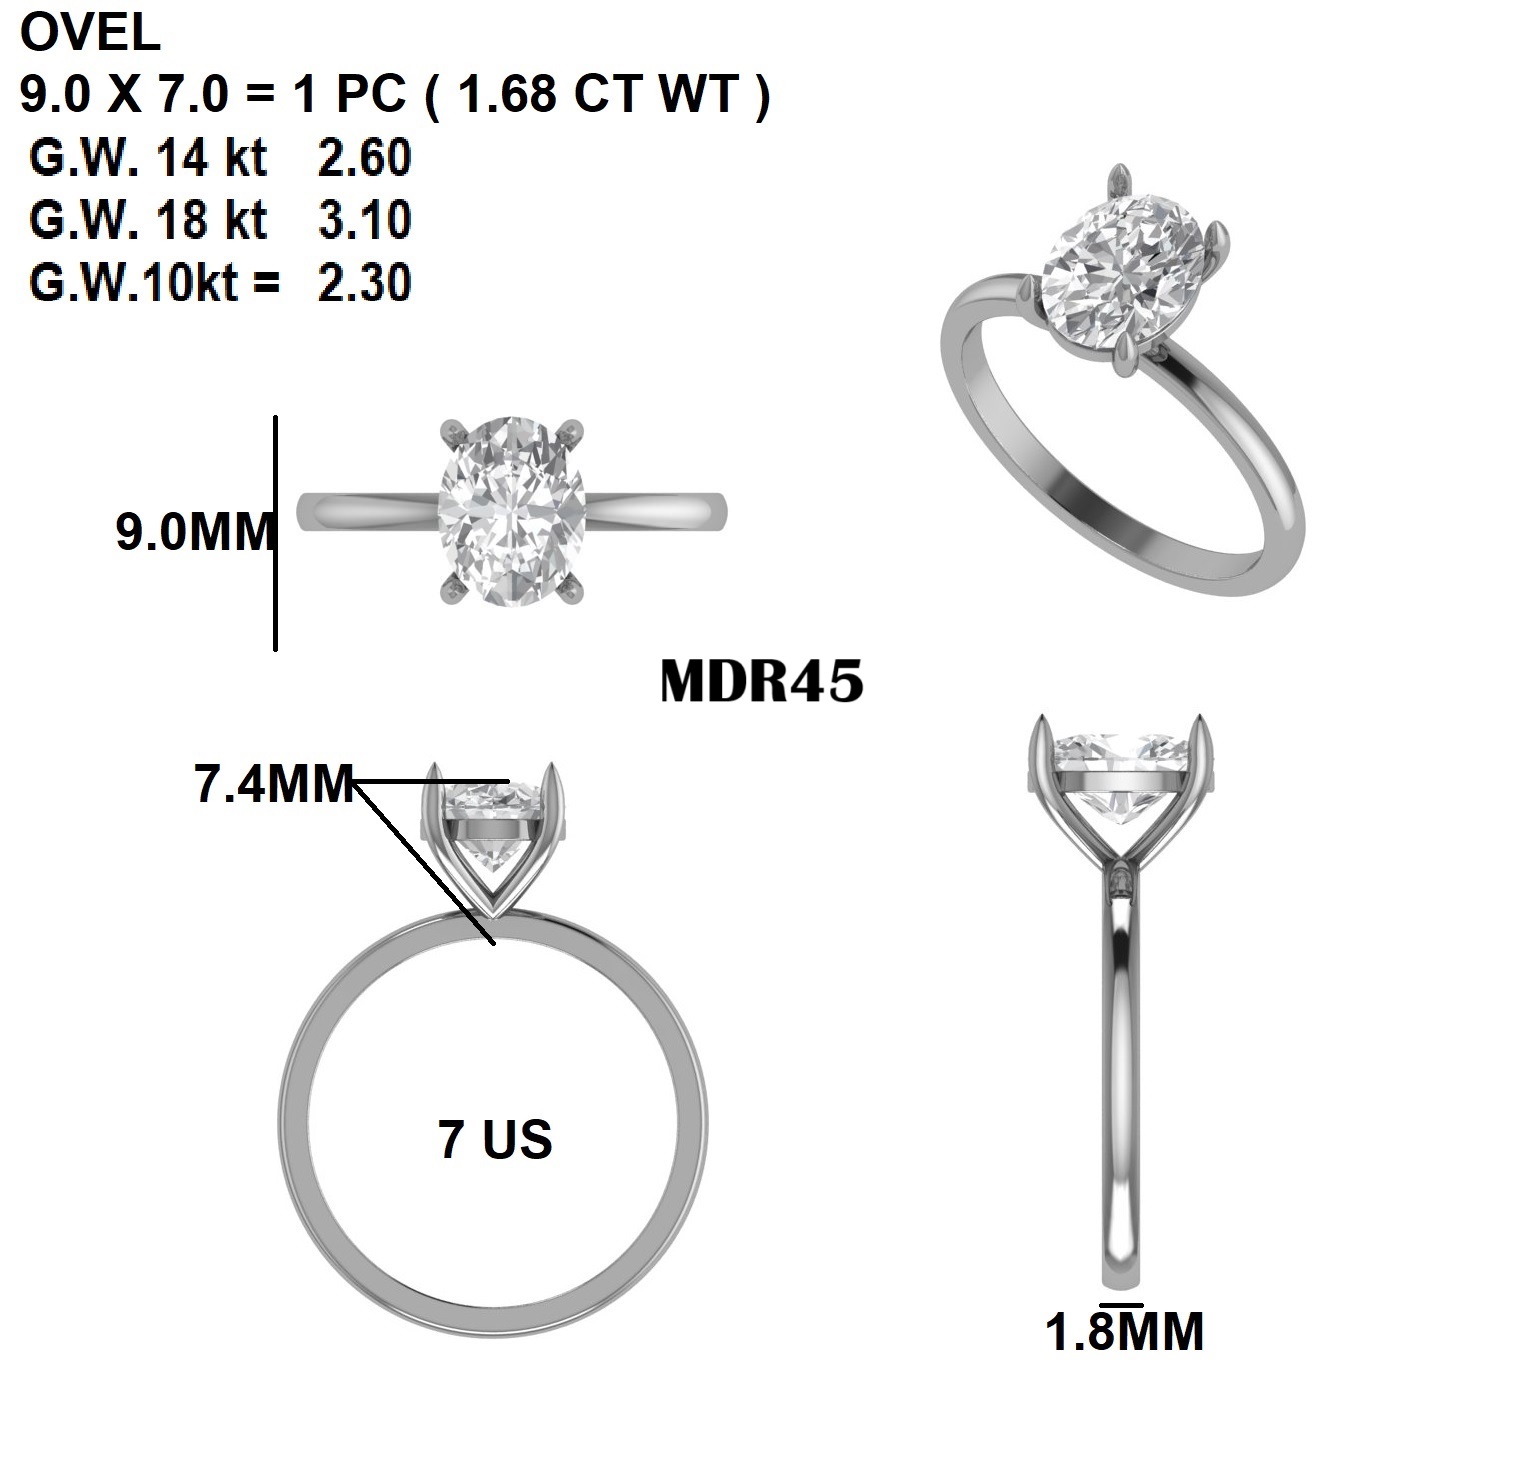 OVEL
9.0 X 7.0 = 1 PC ( 1.68 CT WT )
G.W. 14 kt 2.60
G.W. 18 kt 3.10
G.W.10kt = 2.30
9.0MM
MDR45
7.4MM
7 US
1.8MM